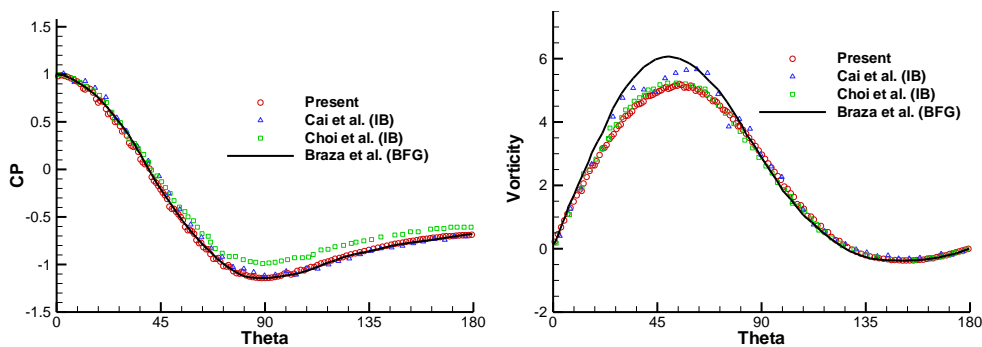 1.5
1
0.5
0
-0.5
-1
-1.5
CP
Present
Cai et al. (IB)
Choi et al. (IB)
Braza et al. (BFG)
0 45 90 135 180
Theta
6
4
2
0
-2
Vorticity
Present
Cai et al. (IB)
Choi et al. (IB)
Braza et al. (BFG)
0 45 90 135 180
Theta